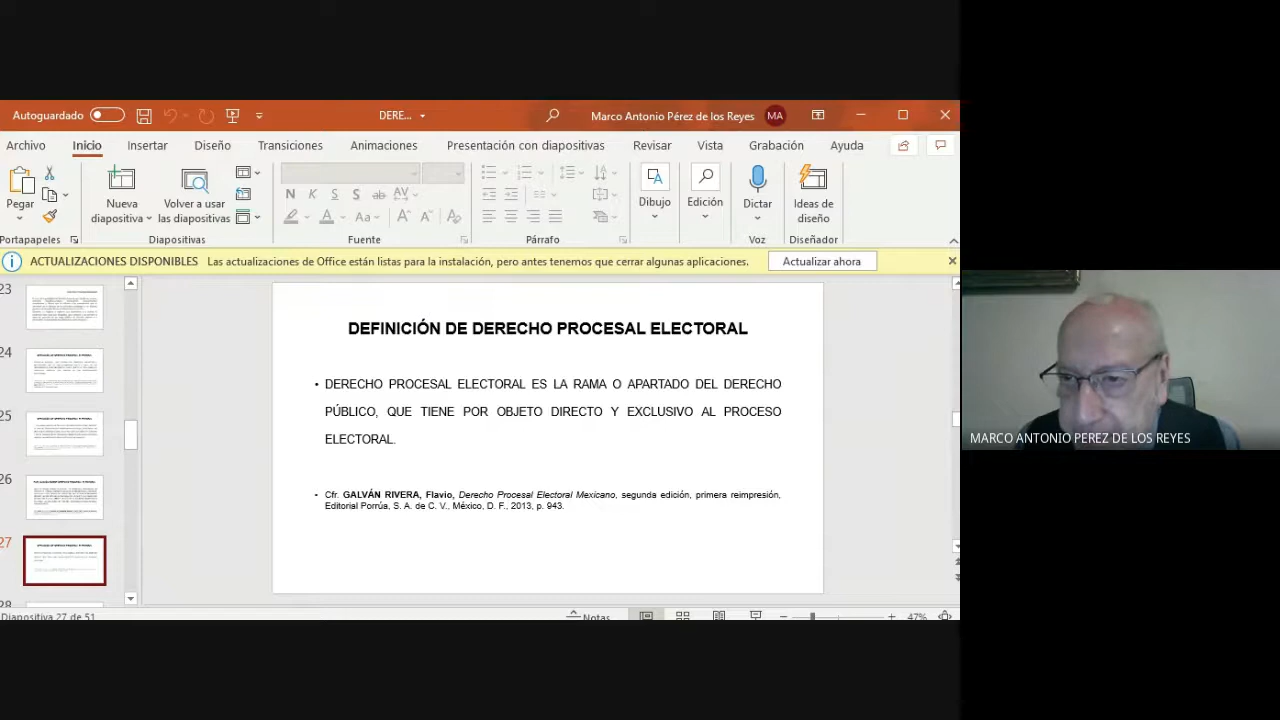 Autoguardado
DERE...
Marco Antonio Pérez de los Reyes
MA
Archivo
Inicio
Insertar
Diseño
Transiciones
Animaciones
Presentación con diapositivas
Revisar
Vista
Grabación
Ayuda
Pegar
Nueva
diapositiva
Volver a usar
las diapositivas
N K S S ab AV
A Aa A A
Dibujo
Edición
Dictar
Ideas de
diseño
Portapapeles
Diapositivas
Fuente
Párrafo
Voz
Diseñador
ACTUALIZACIONES DISPONIBLES Las actualizaciones de Office están listas para la instalación, pero antes tenemos que cerrar algunas aplicaciones.
Actualizar ahora
23
24
25
26
27
28
DEFINICIÓN DE DERECHO PROCESAL ELECTORAL
• DERECHO PROCESAL ELECTORAL ES LA RAMA O APARTADO DEL DERECHO
PÚBLICO, QUE TIENE POR OBJETO DIRECTO Y EXCLUSIVO AL PROCESO
ELECTORAL.
• Cfr. GALVÁN RIVERA, Flavio, Derecho Procesal Electoral Mexicano, segunda edición, primera reimpresión,
Editorial Porrúa, S. A. de C. V., México, D. F., 2013, p. 943.
MARCO ANTONIO PEREZ DE LOS REYES
Diapositiva 27 de 51
Notas
47%